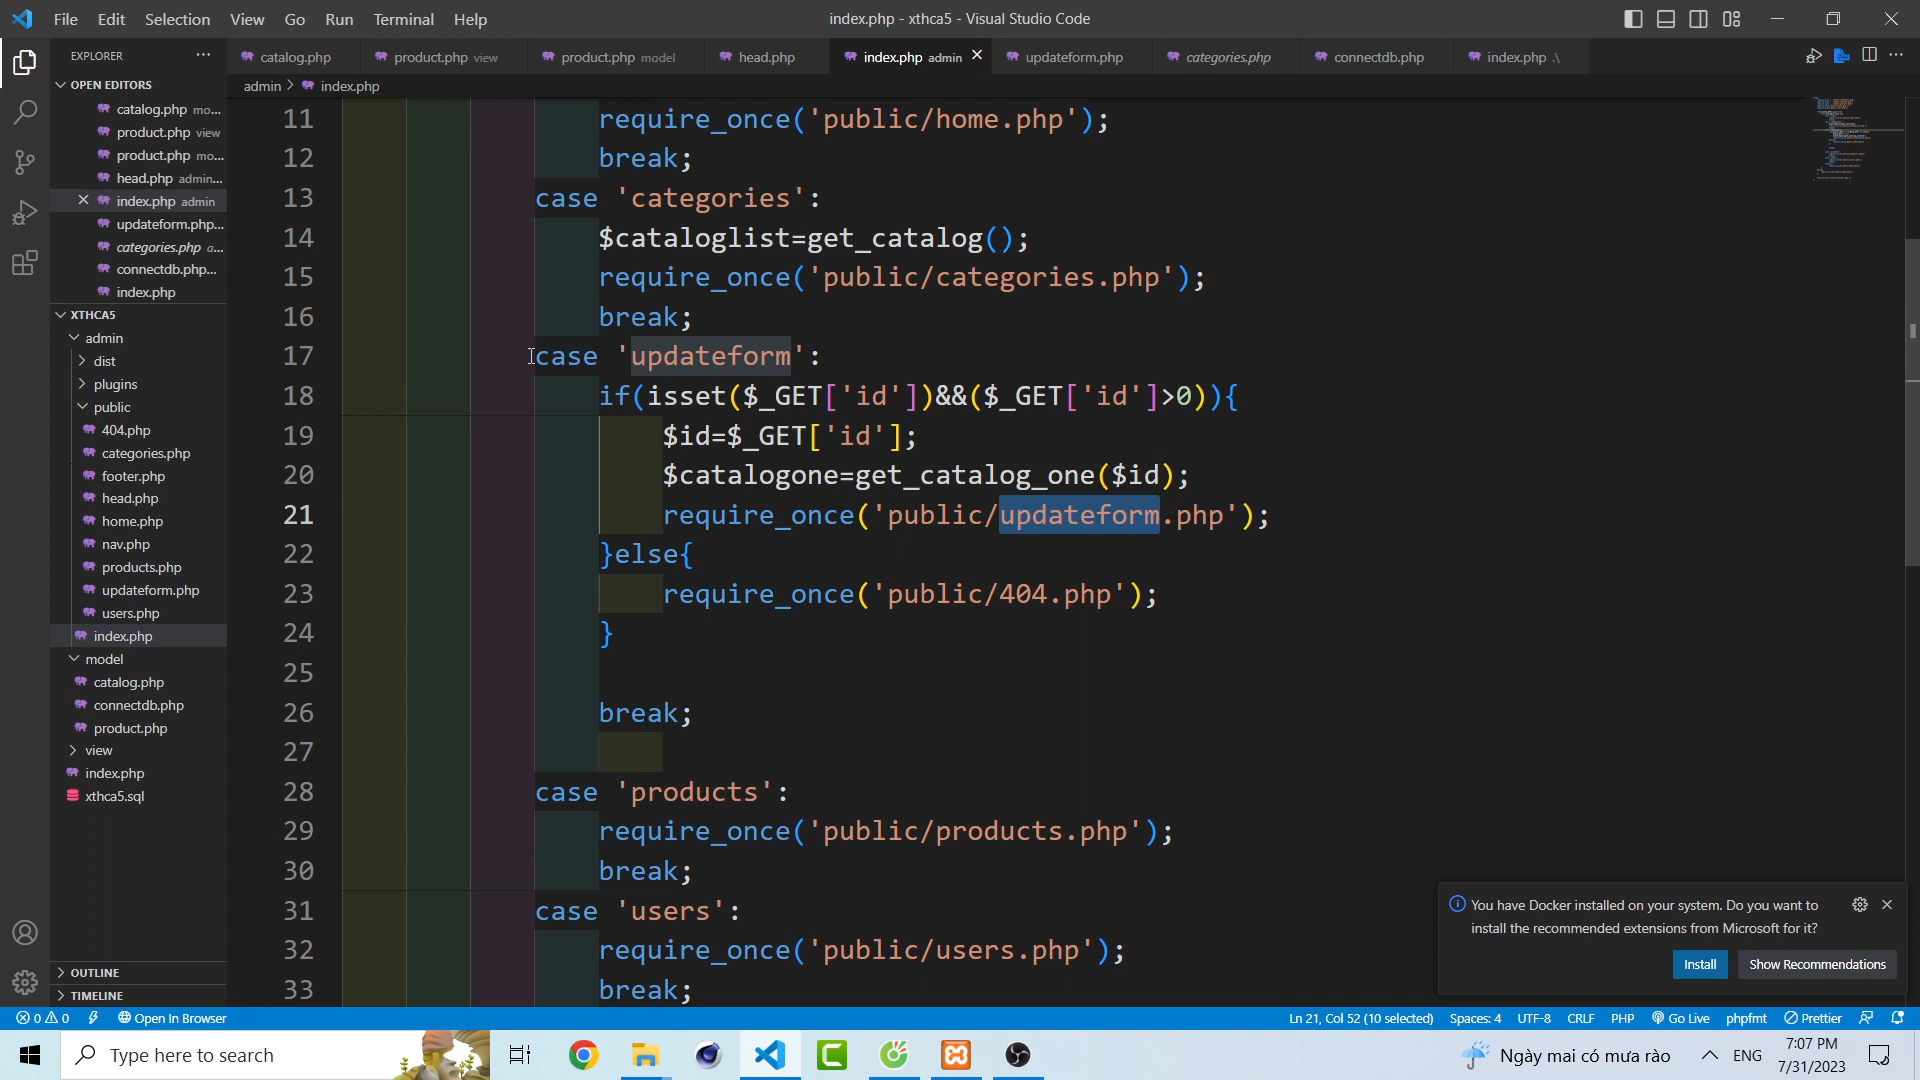 File Edit Selection View Go Run Terminal Help
index.php - xthca5 - Visual Studio Code
EXPLORER
catalog.php
product.php view
product.php model
head.php
index.php admin
updateform.php
categories.php
connectdb.php
index.php .\
OPEN EDITORS
admin > index.php
catalog.php mo...
product.php view
product.php mo...
head.php admin...
index.php admin
updateform.php...
categories.php a...
connectdb.php...
index.php
XTHCA5
admin
dist
plugins
public
404.php
categories.php
footer.php
head.php
home.php
nav.php
products.php
updateform.php
users.php
index.php
model
catalog.php
connectdb.php
product.php
view
index.php
xthca5.sql
OUTLINE
TIMELINE
11 require_once('public/home.php');
12 break;
13 case 'categories':
14 $cataloglist=get_catalog();
15 require_once('public/categories.php');
16 break;
17 case 'updateform':
18 if(isset($_GET['id'])&&($_GET['id']>0)){
19 $id=$_GET['id'];
20 $catalogone=get_catalog_one($id);
21 require_once('public/updateform.php');
22 }else{
23 require_once('public/404.php');
24 }
25
26 break;
27
28 case 'products':
29 require_once('public/products.php');
30 break;
31 case 'users':
32 require_once('public/users.php');
33 break;
You have Docker installed on your system. Do you want to
install the recommended extensions from Microsoft for it?
Install
Show Recommendations
0 0
Open In Browser
Ln 21, Col 52 (10 selected)
Spaces: 4
UTF-8
CRLF
PHP
Go Live
phpfmt
Prettier
Type here to search
Ngày mai có mưa rào
ENG
7:07 PM
7/31/2023